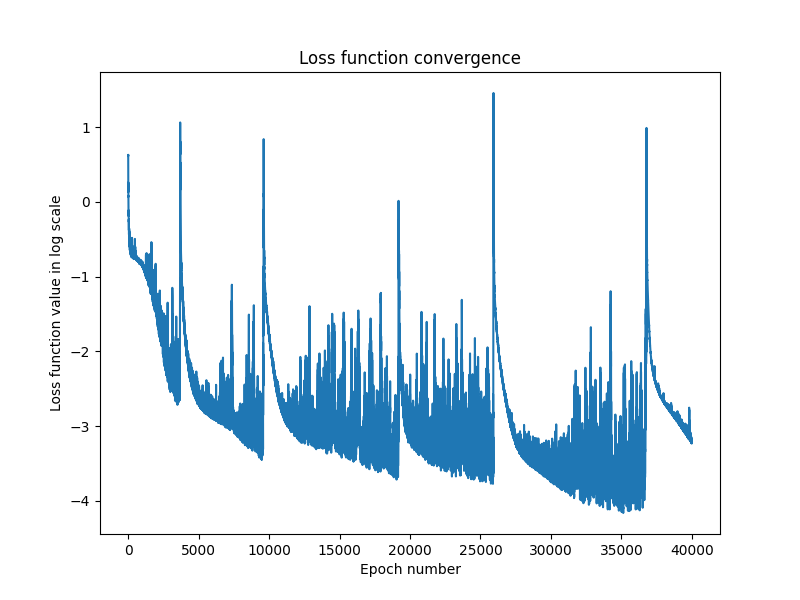 Loss function convergence
Loss function value in log scale
1
0
−1
−2
−3
−4
0 5000 10000 15000 20000 25000 30000 35000 40000
Epoch number